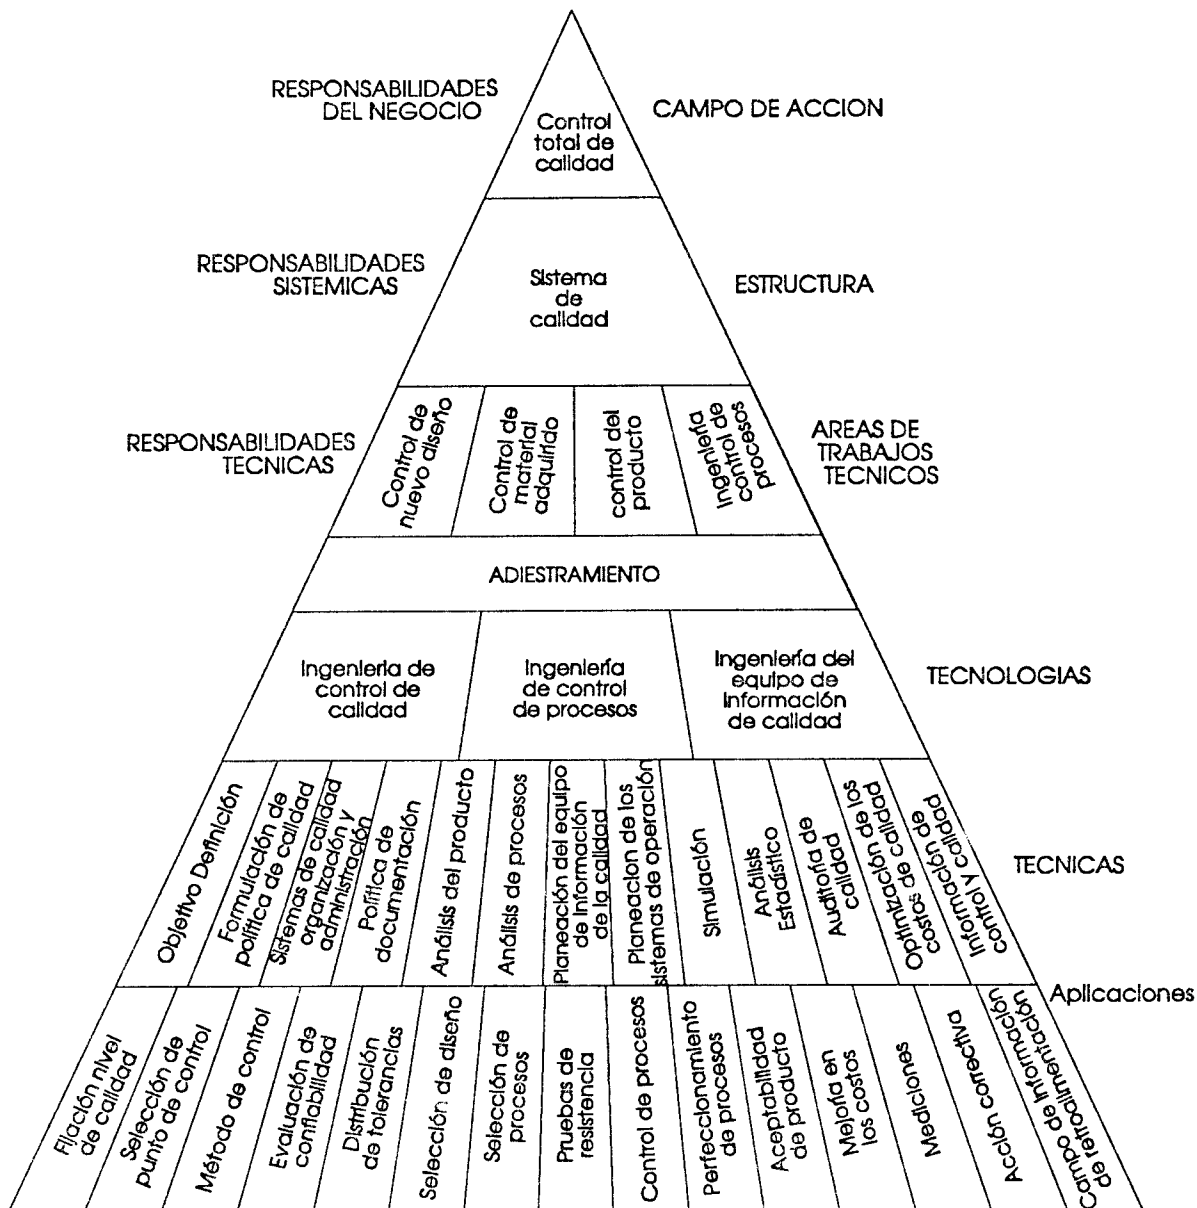 RESPONSABILIDADES
DEL NEGOCIO
CAMPO DE ACCION
Control
total de
calidad
RESPONSABILIDADES
SISTEMICAS
Sistema
de
calidad
ESTRUCTURA
RESPONSABILIDADES
TECNICAS
Control de
nuevo diseño
Control de
material
adquirido
control del
producto
Ingeniería
control de
procesos
AREAS DE
TRABAJOS
TECNICOS
ADIESTRAMIENTO
Ingenieria de
control de
calidad
Ingeniería
de control
de procesos
Ingeniería del
equipo de
información
de calidad
TECNOLOGIAS
Objetivo Definición
Formulación de
política de calidad
Sistemas de calidad
organización y
administración
Política de
documentación
Análisis del producto
Análisis de procesos
Planeación del equipo
de información
de la calidad
Planeacion de los
sistemas de operación
Simulación
Análisis
Estadístico
Auditoría de
calidad
Optimización de los
costos de calidad
Información de
control y calidad
TECNICAS
Aplicaciones
Fijación nivel
de calidad
Selección de
punto de control
Método de control
Evaluación de
confiabilidad
Distribución
de tolerancias
Selección de diseño
Selección de
procesos
Pruebas de
resistencia
Control de procesos
Perfeccionamiento
de procesos
Aceptabilidad
de producto
Mejoría en
los costos
Mediciones
Acción correctiva
Campo de información
de retroalimentación